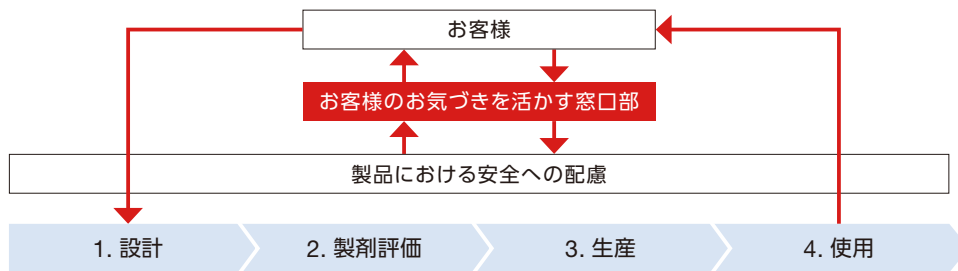 お客様
お客様のお気づきを活かす窓口部
製品における安全への配慮
1. 設計
2. 製剤評価
3. 生産
4. 使用